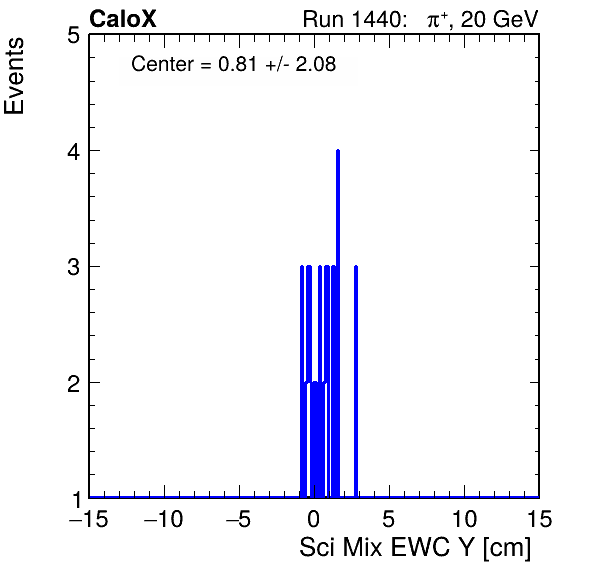 CaloX Run 1440: π⁺, 20 GeV
Center = 0.81 +/- 2.08
Events
5
4
3
2
1
−15 −10 −5 0 5 10 15
Sci Mix EWC Y [cm]